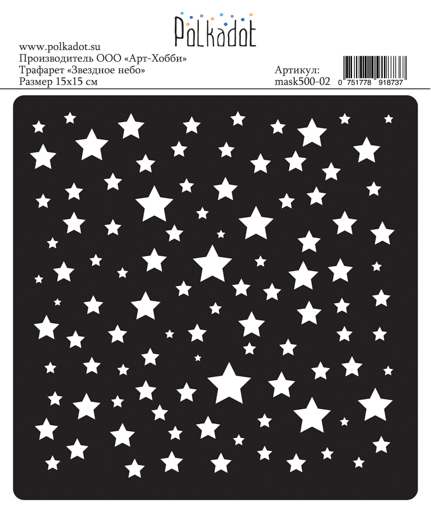 Polkadot
www.polkadot.su
Производитель ООО «Арт-Хобби»
Трафарет «Звездное небо»
Размер 15х15 см
Артикул:
mask500-02
0 751778 918737